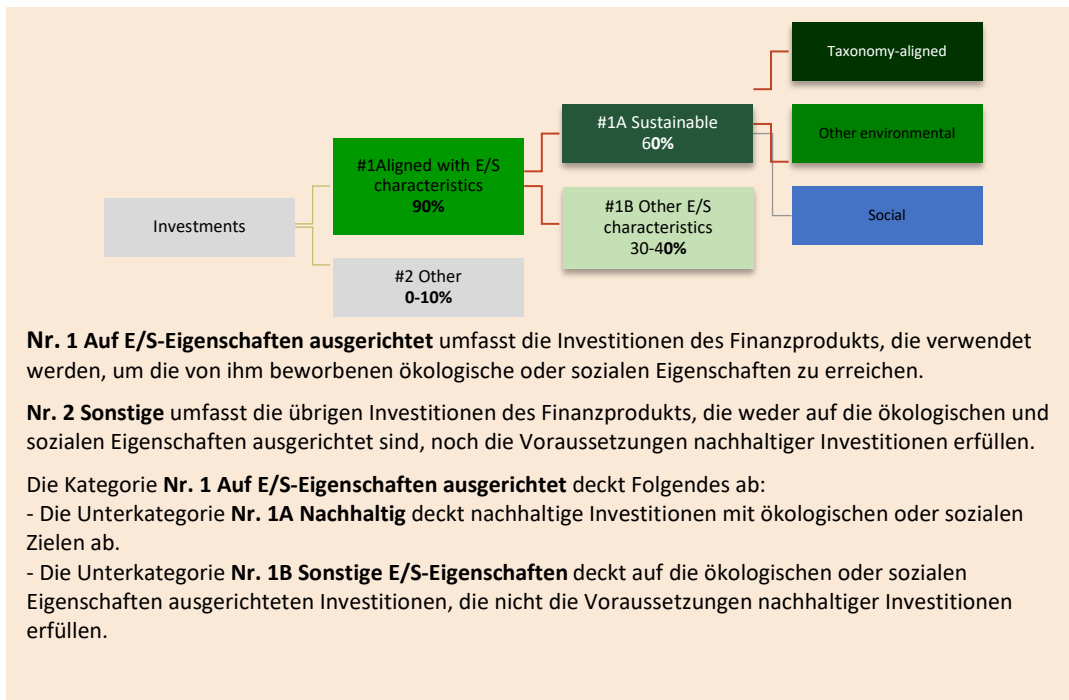 Taxonomy-aligned
#1A Sustainable
60%
Other environmental
#1Aligned with E/S
characteristics
90%
#1B Other E/S
characteristics
30-40%
Social
Investments
#2 Other
0-10%
Nr. 1 Auf E/S-Eigenschaften ausgerichtet umfasst die Investitionen des Finanzprodukts, die verwendet
werden, um die von ihm beworbenen ökologische oder sozialen Eigenschaften zu erreichen.
Nr. 2 Sonstige umfasst die übrigen Investitionen des Finanzprodukts, die weder auf die ökologischen und
sozialen Eigenschaften ausgerichtet sind, noch die Voraussetzungen nachhaltiger Investitionen erfüllen.
Die Kategorie Nr. 1 Auf E/S-Eigenschaften ausgerichtet deckt Folgendes ab:
- Die Unterkategorie Nr. 1A Nachhaltig deckt nachhaltige Investitionen mit ökologischen oder sozialen
Zielen ab.
- Die Unterkategorie Nr. 1B Sonstige E/S-Eigenschaften deckt auf die ökologischen oder sozialen
Eigenschaften ausgerichteten Investitionen, die nicht die Voraussetzungen nachhaltiger Investitionen
erfüllen.